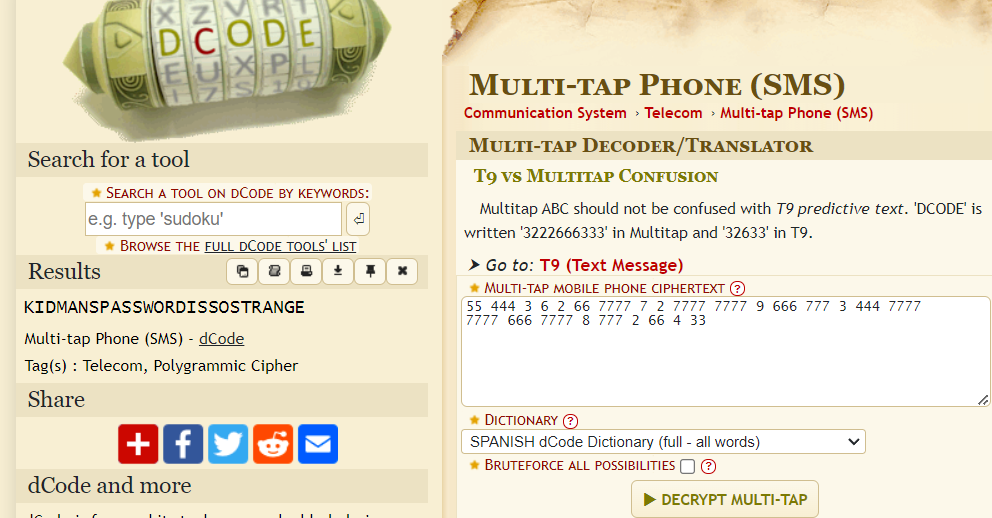 X Z V R T
DCODE
E U X P L
Search for a tool
★ Search a tool on dCode by keywords:
e.g. type 'sudoku'
★ Browse the full dCode tools' list
Results
KIDMANSPASSWORDISSOSTRANGE
Multi-tap Phone (SMS) - dCode
Tag(s) : Telecom, Polygrammic Cipher
Share
dCode and more
Multi-tap Phone (SMS)
Communication System › Telecom › Multi-tap Phone (SMS)
Multi-tap Decoder/Translator
T9 vs Multitap Confusion
Multitap ABC should not be confused with T9 predictive text. 'DCODE' is
written '3222666333' in Multitap and '32633' in T9.
➤ Go to: T9 (Text Message)
★ Multi-tap mobile phone ciphertext ?
55 444 3 6 2 66 7777 7 2 7777 7777 9 666 777 3 444 7777
7777 666 7777 8 777 2 66 4 33
★ Dictionary ?
SPANISH dCode Dictionary (full - all words)
★ Bruteforce all possibilities ?
▶ DECRYPT MULTI-TAP